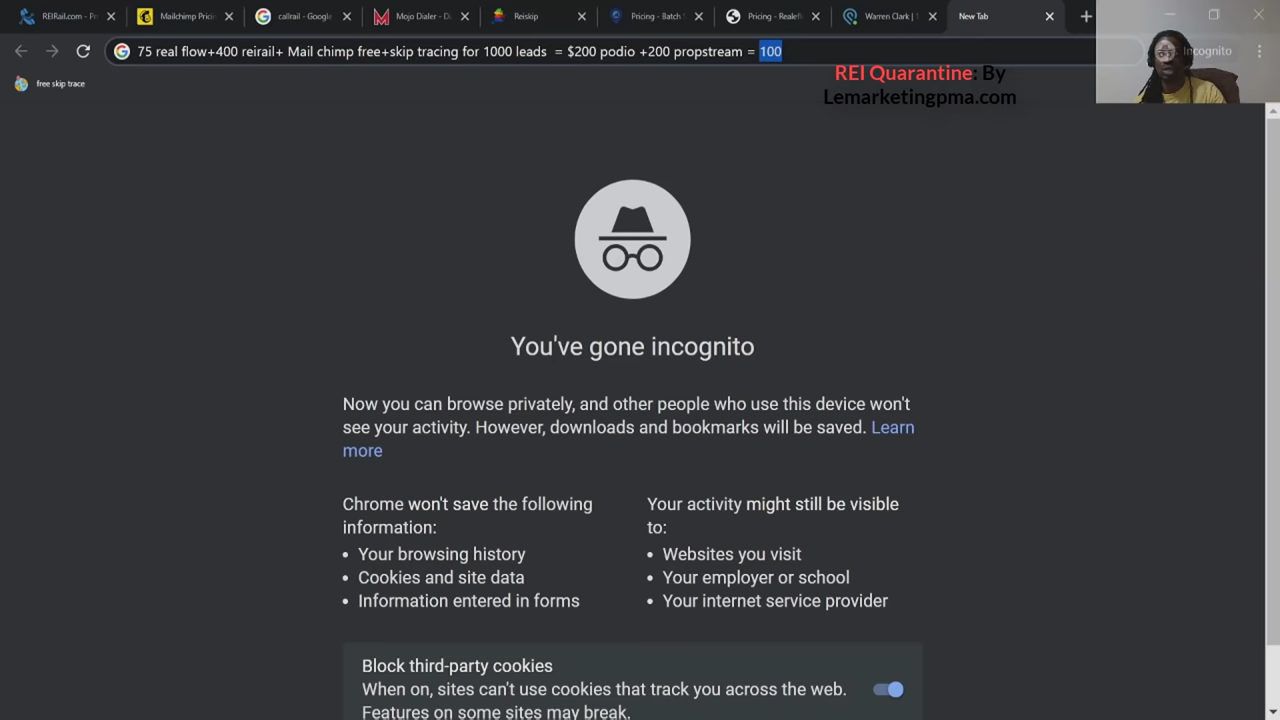 REIRail.com - Pr
Mailchimp Prici
callrail - Google
Mojo Dialer - D
Reiskip
Pricing - Batch S
Pricing - Realefl
Warren Clark |
New Tab
75 real flow+400 reirail+ Mail chimp free+skip tracing for 1000 leads = $200 podio +200 propstream = 100
Incognito
free skip trace
REI Quarantine: By
Lemarketingpma.com
You've gone incognito
Now you can browse privately, and other people who use this device won't
see your activity. However, downloads and bookmarks will be saved. Learn
more
Chrome won't save the following
information:
• Your browsing history
• Cookies and site data
• Information entered in forms
Your activity might still be visible
to:
• Websites you visit
• Your employer or school
• Your internet service provider
Block third-party cookies
When on, sites can't use cookies that track you across the web.
Features on some sites may break.